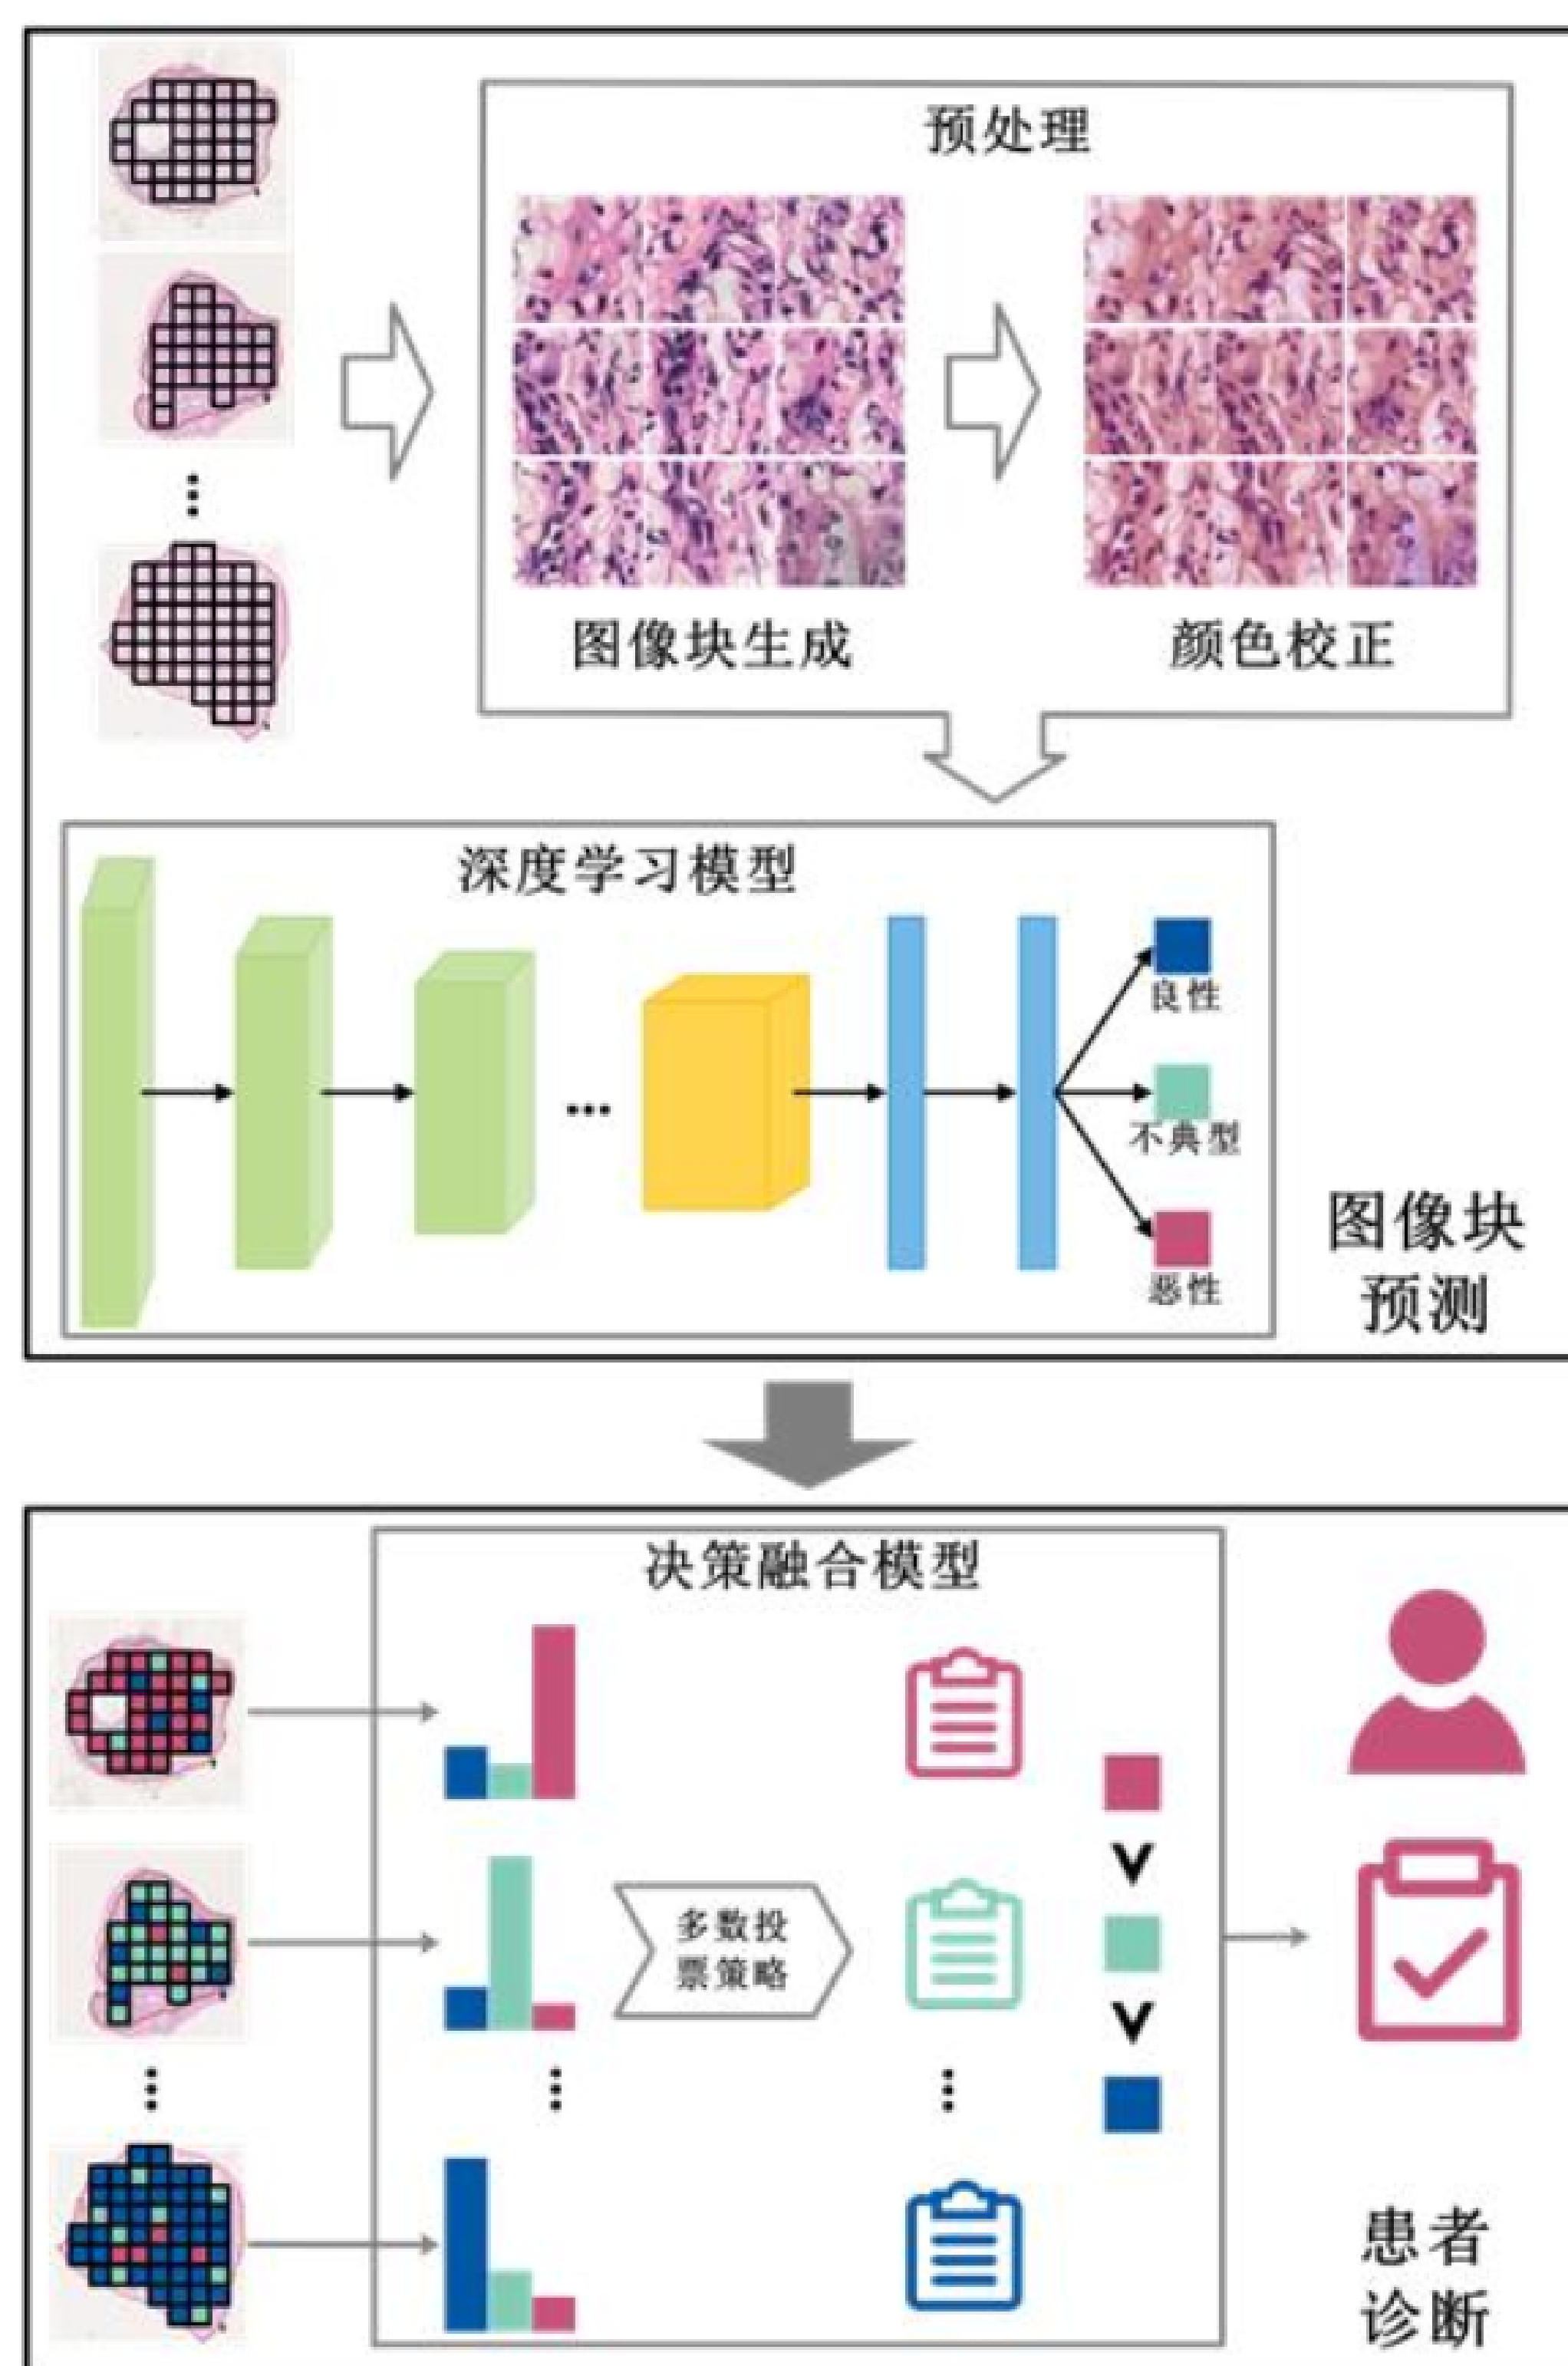 预处理
图像块生成
颜色校正
深度学习模型
良性
不典型
恶性
图像块
预测
决策融合模型
多数投
票策略
患者
诊断